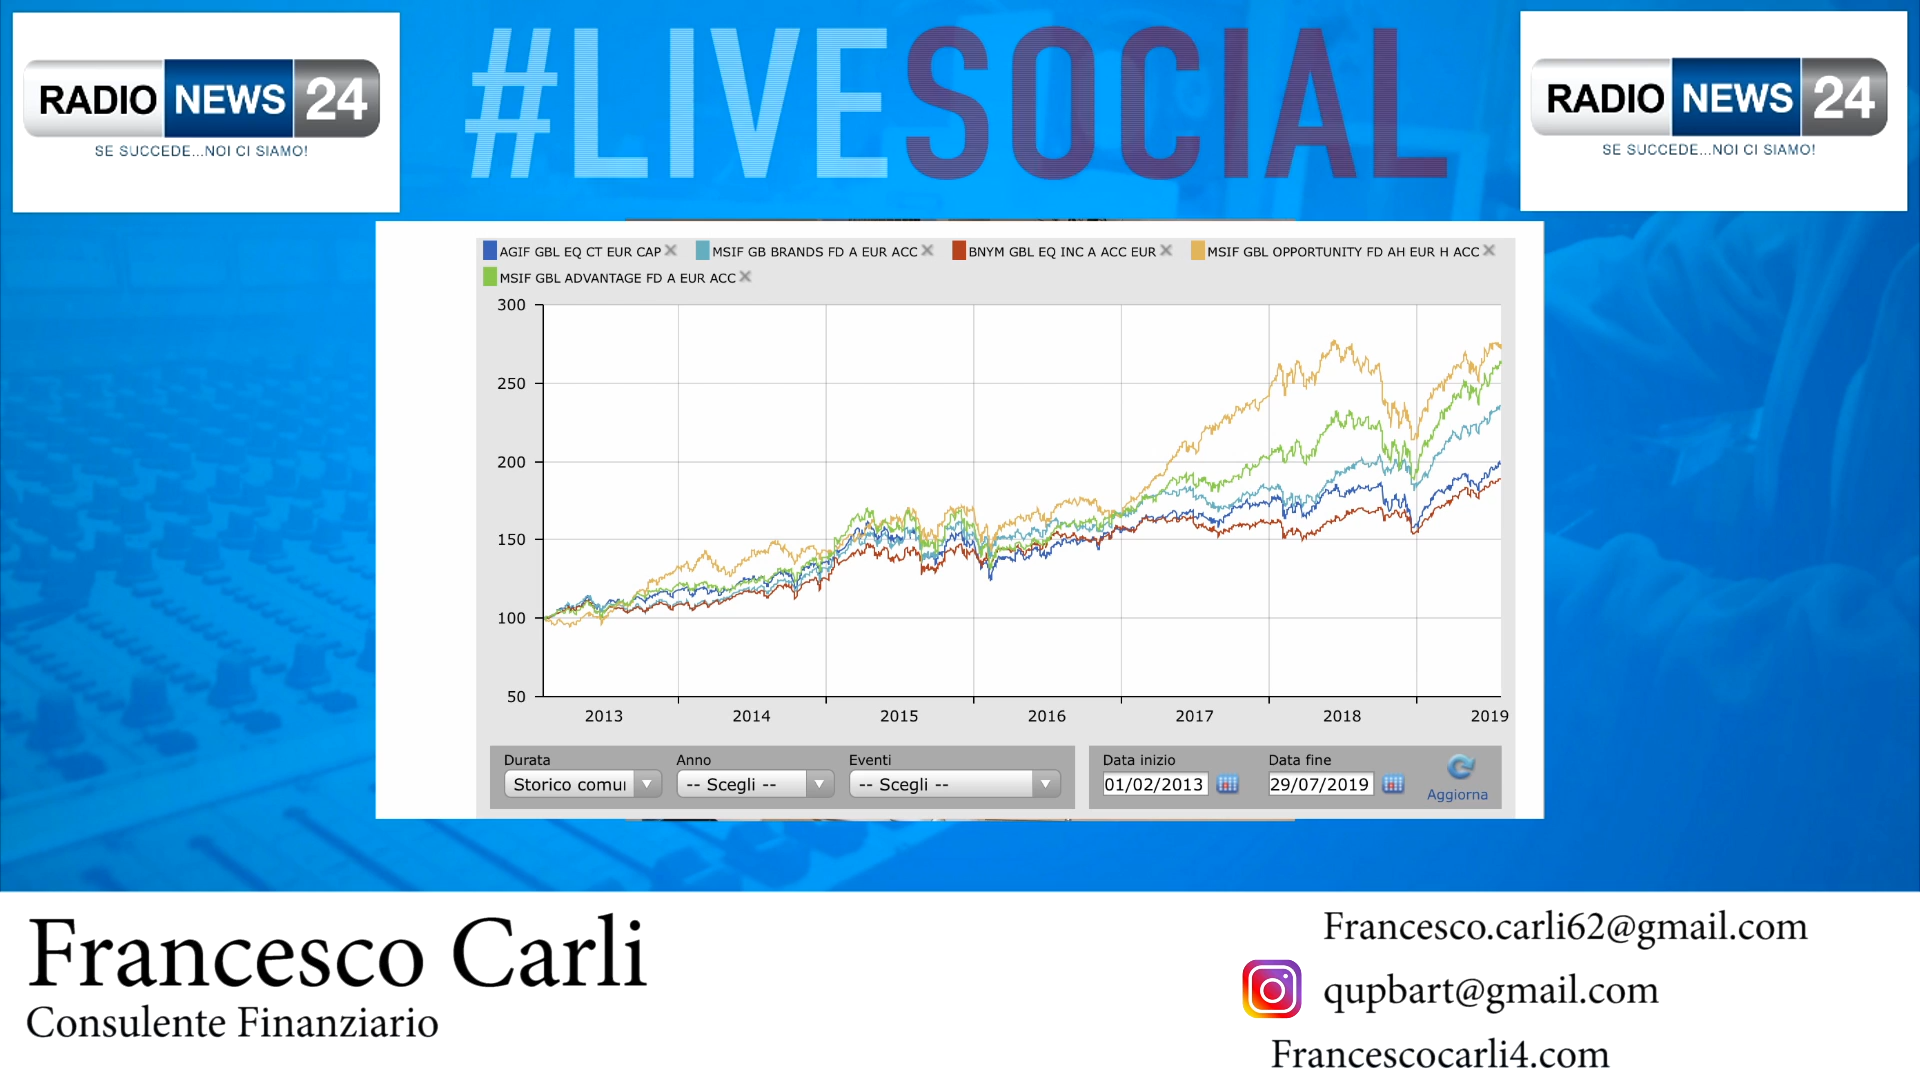 #LIVESOCIAL
RADIO NEWS 24
SE SUCCEDE...NOI CI SIAMO!
RADIO NEWS 24
SE SUCCEDE...NOI CI SIAMO!
AGIF GBL EQ CT EUR CAP MSIF GB BRANDS FD A EUR ACC BNYM GBL EQ INC A ACC EUR MSIF GBL OPPORTUNITY FD AH EUR H ACC
MSIF GBL ADVANTAGE FD A EUR ACC
300
250
200
150
100
50
2013 2014 2015 2016 2017 2018 2019
Durata Anno Eventi Data inizio Data fine
Storico comui -- Scegli -- -- Scegli -- 01/02/2013 29/07/2019
Aggiorna
Francesco Carli
Consulente Finanziario
Francesco.carli62@gmail.com
qupbart@gmail.com
Francescocarli4.com